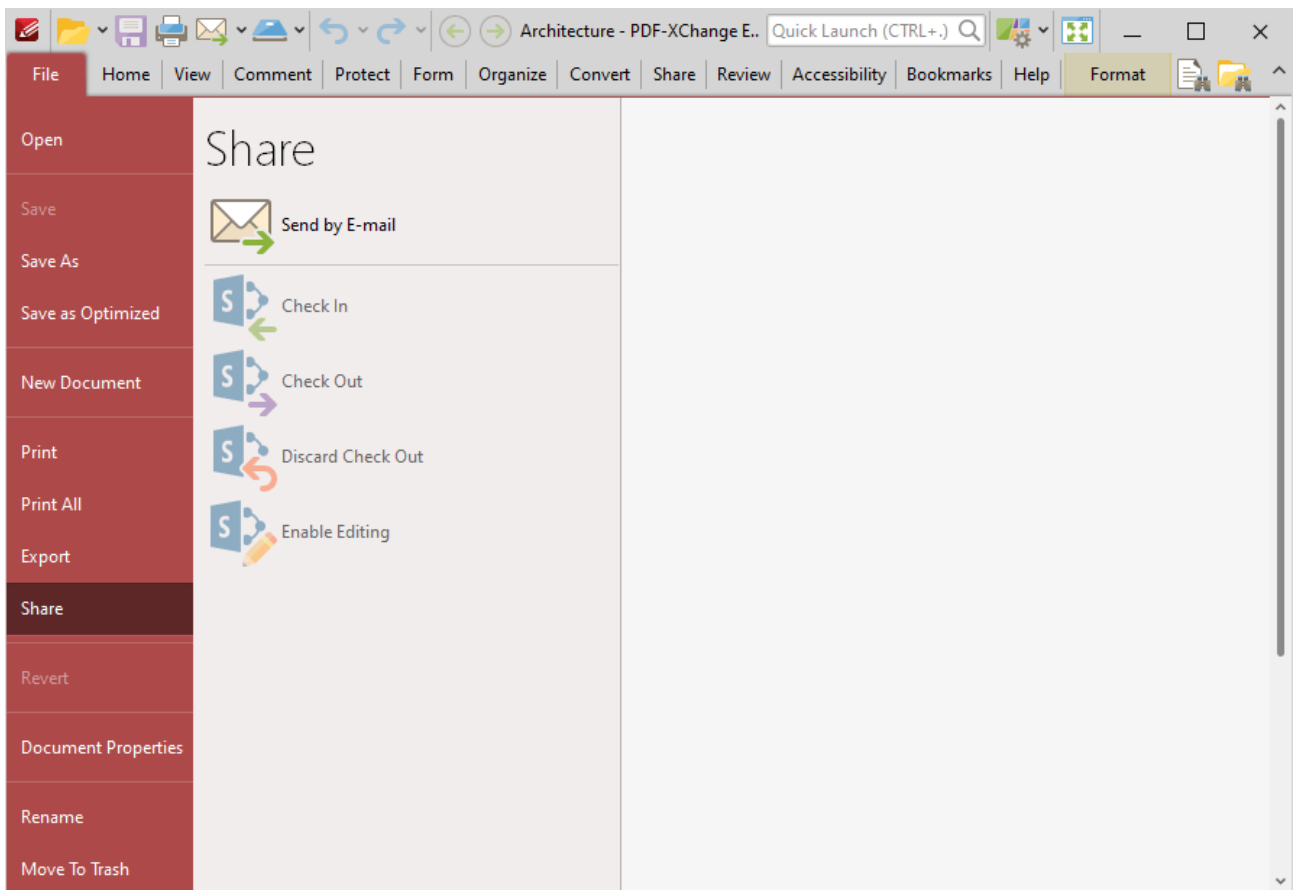 Architecture - PDF-XChange E.. Quick Launch (CTRL+.)
File Home View Comment Protect Form Organize Convert Share Review Accessibility Bookmarks Help Format
Open
Save
Save As
Save as Optimized
New Document
Print
Print All
Export
Share
Revert
Document Properties
Rename
Move To Trash
Share
Send by E-mail
S Check In
S Check Out
S Discard Check Out
S Enable Editing